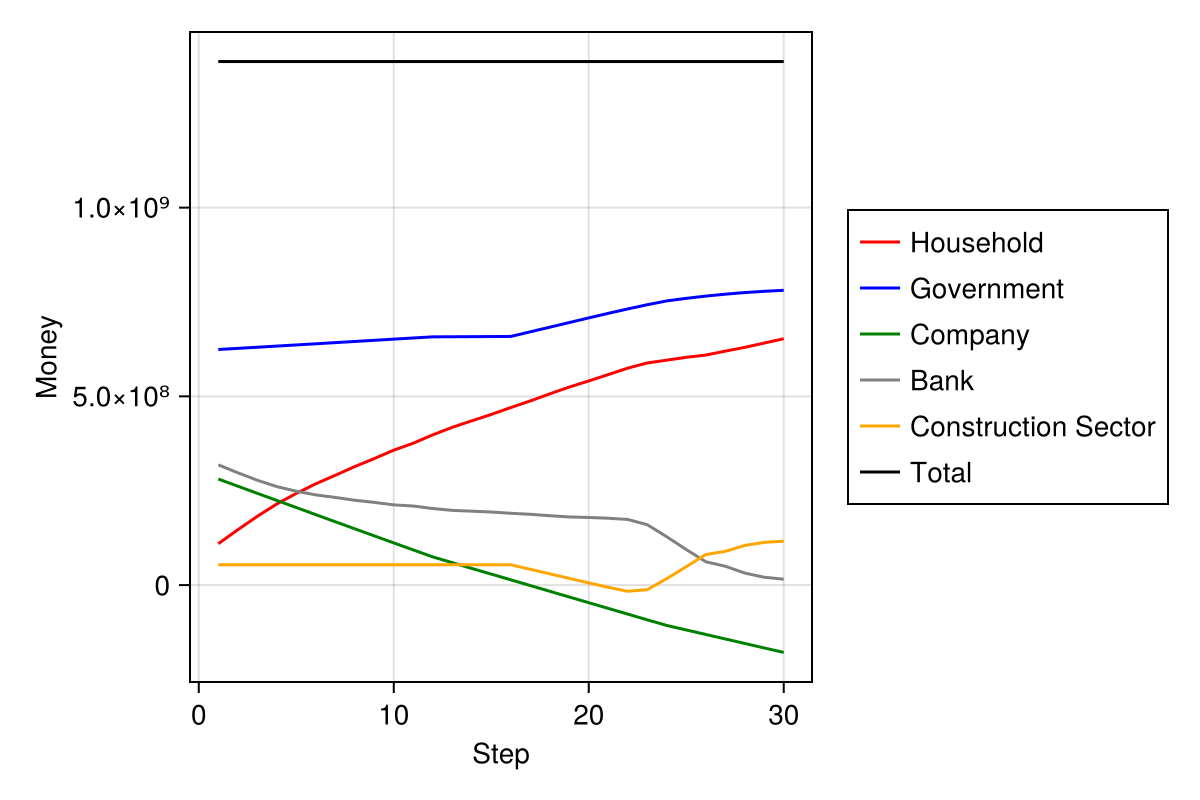 Money
1.0×10⁹
5.0×10⁸
0
0
10
20
30
Step
Household
Government
Company
Bank
Construction Sector
Total